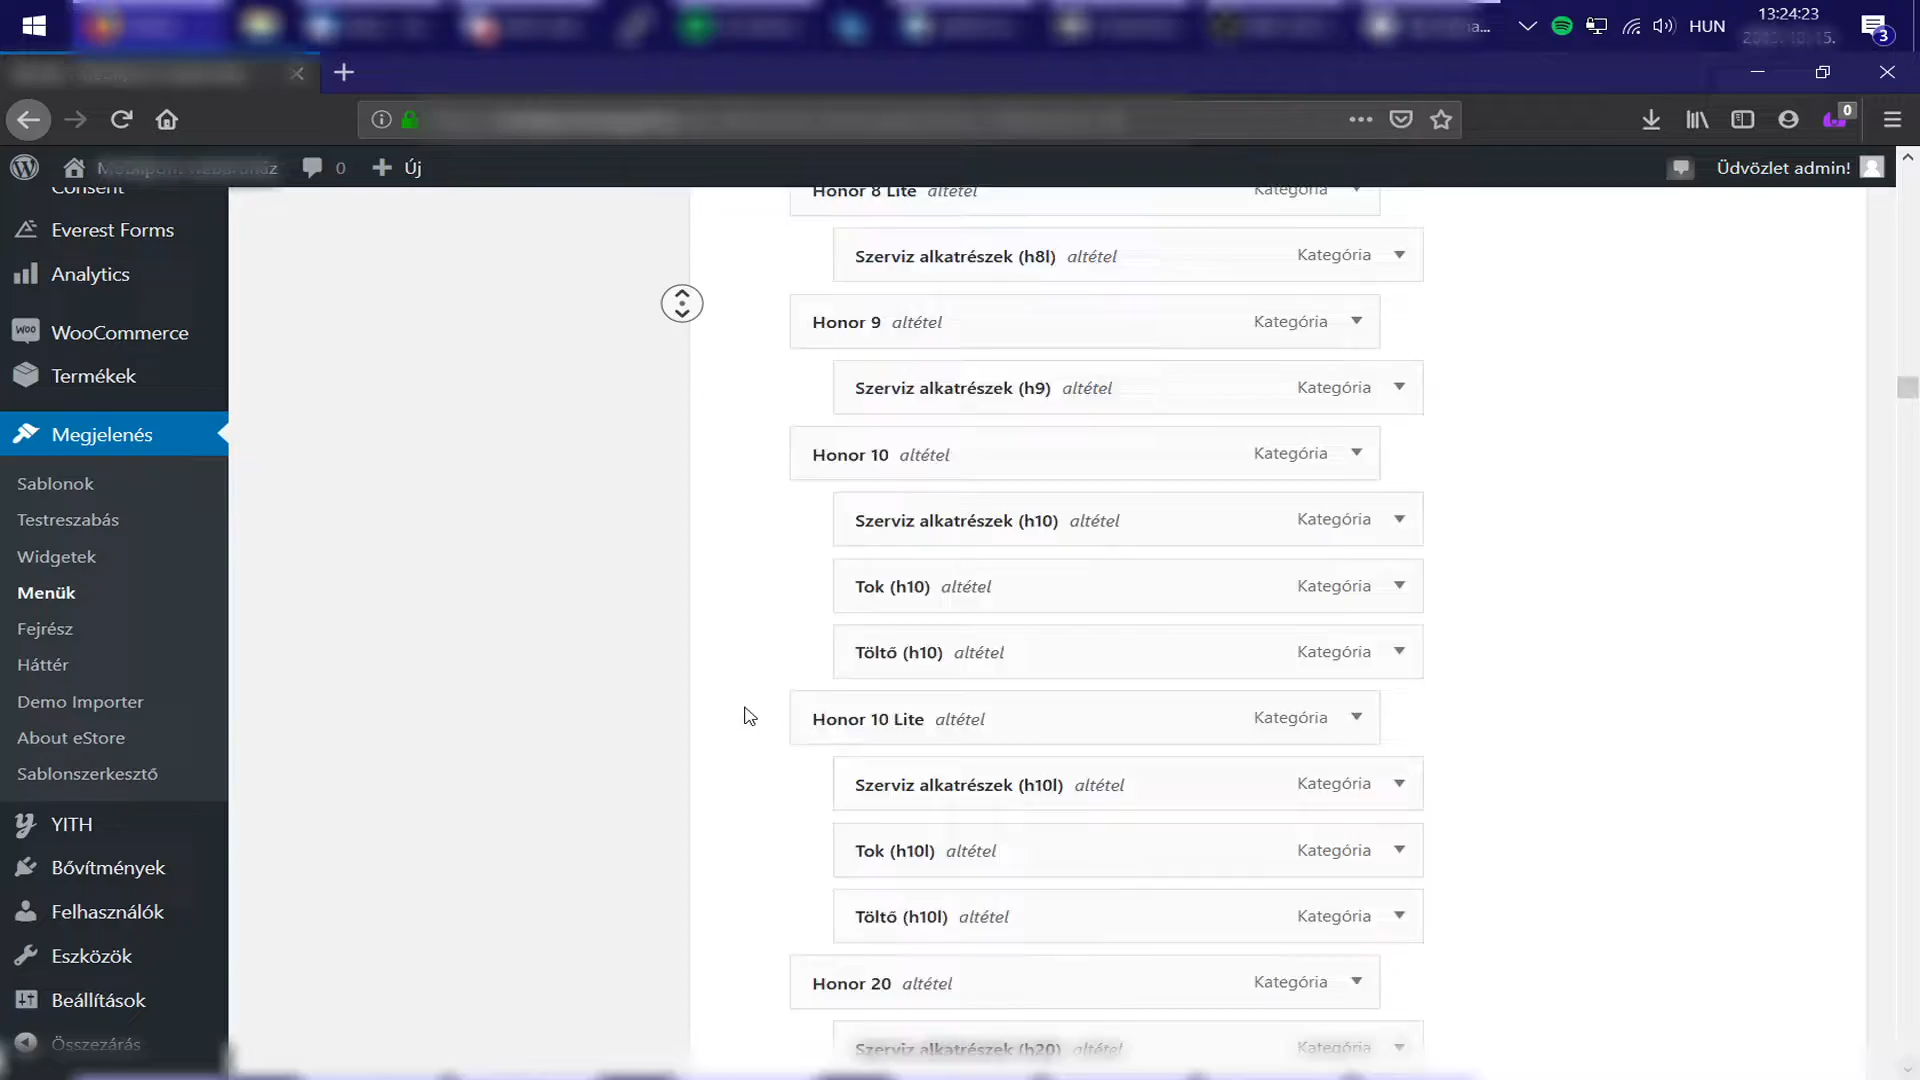 HUN
13:24:23
3
0
0
Új
Üdvözlet admin!
Consent
Everest Forms
Analytics
WooCommerce
Termékek
Megjelenés
Sablonok
Testreszabás
Widgetek
Menük
Fejrész
Háttér
Demo Importer
About eStore
Sablonszerkesztő
YITH
Bővítmények
Felhasználók
Eszközök
Beállítások
Összezárás
Honor 8 Lite altétel Kategória
Szerviz alkatrészek (h8l) altétel Kategória
Honor 9 altétel Kategória
Szerviz alkatrészek (h9) altétel Kategória
Honor 10 altétel Kategória
Szerviz alkatrészek (h10) altétel Kategória
Tok (h10) altétel Kategória
Töltő (h10) altétel Kategória
Honor 10 Lite altétel Kategória
Szerviz alkatrészek (h10l) altétel Kategória
Tok (h10l) altétel Kategória
Töltő (h10l) altétel Kategória
Honor 20 altétel Kategória
Szerviz alkatrészek (h20) altétel Kategória